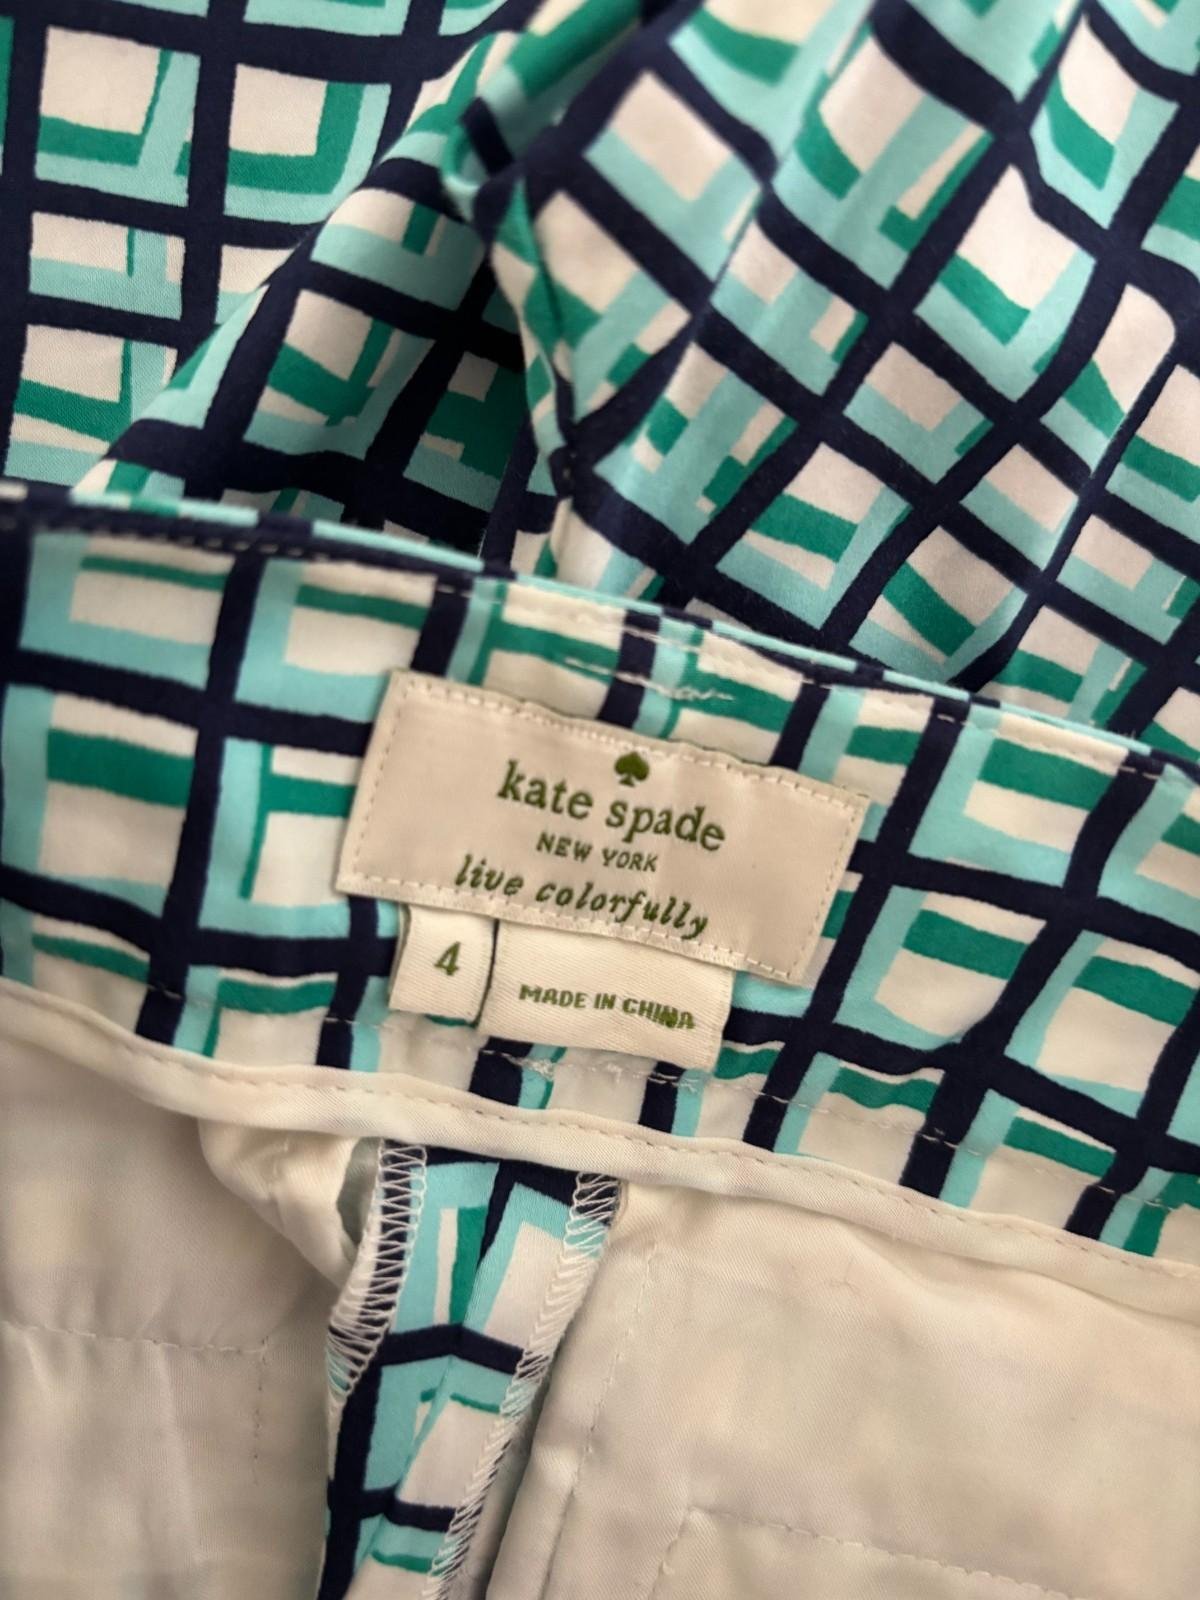 kate spade
NEW YORK
live colorfully
4
MADE IN CHINA